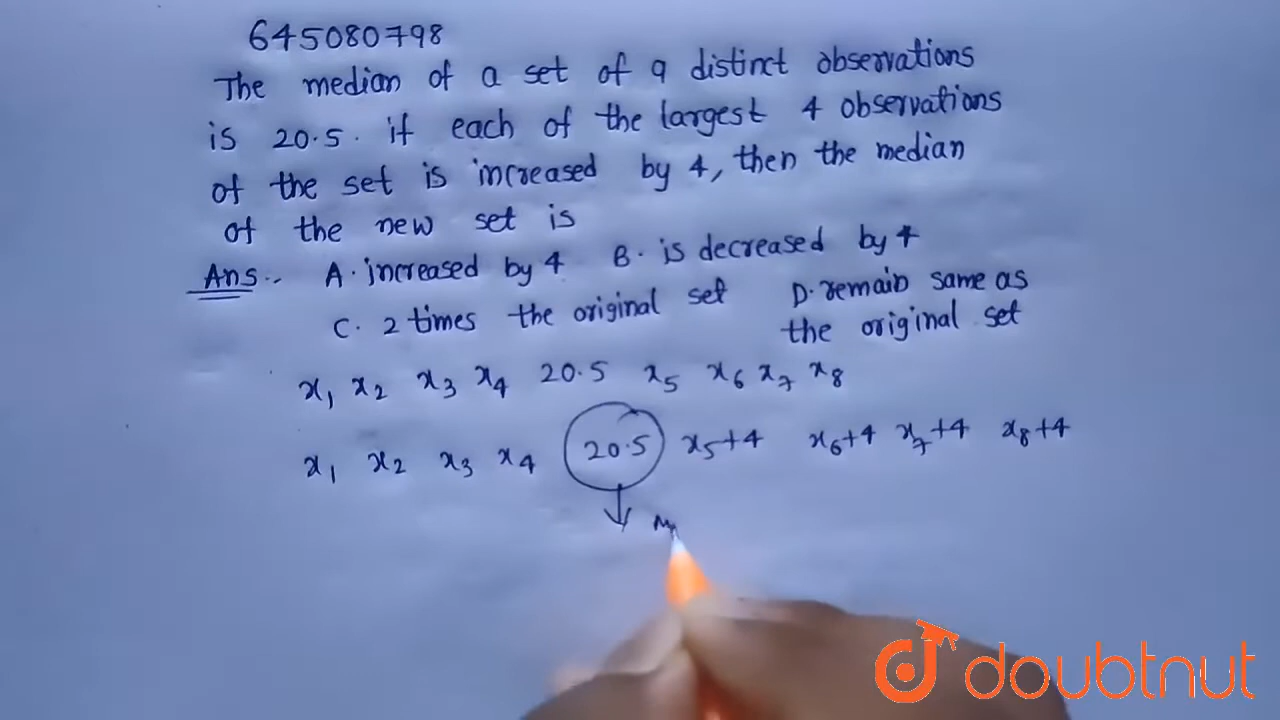 645080798
The median of a set of 9 distinct observations
is 20.5. if each of the largest 4 observations
of the set is increased by 4, then the median
of the new set is
Ans:- A. increased by 4 B. is decreased by 4
C. 2 times the original set D. remain same as
the original set
x₁ x₂ x₃ x₄ 20.5 x₅ x₆ x₇ x₈
x₁ x₂ x₃ x₄ 20.5 x₅+4 x₆+4 x₇+4 x₈+4
doubtnut